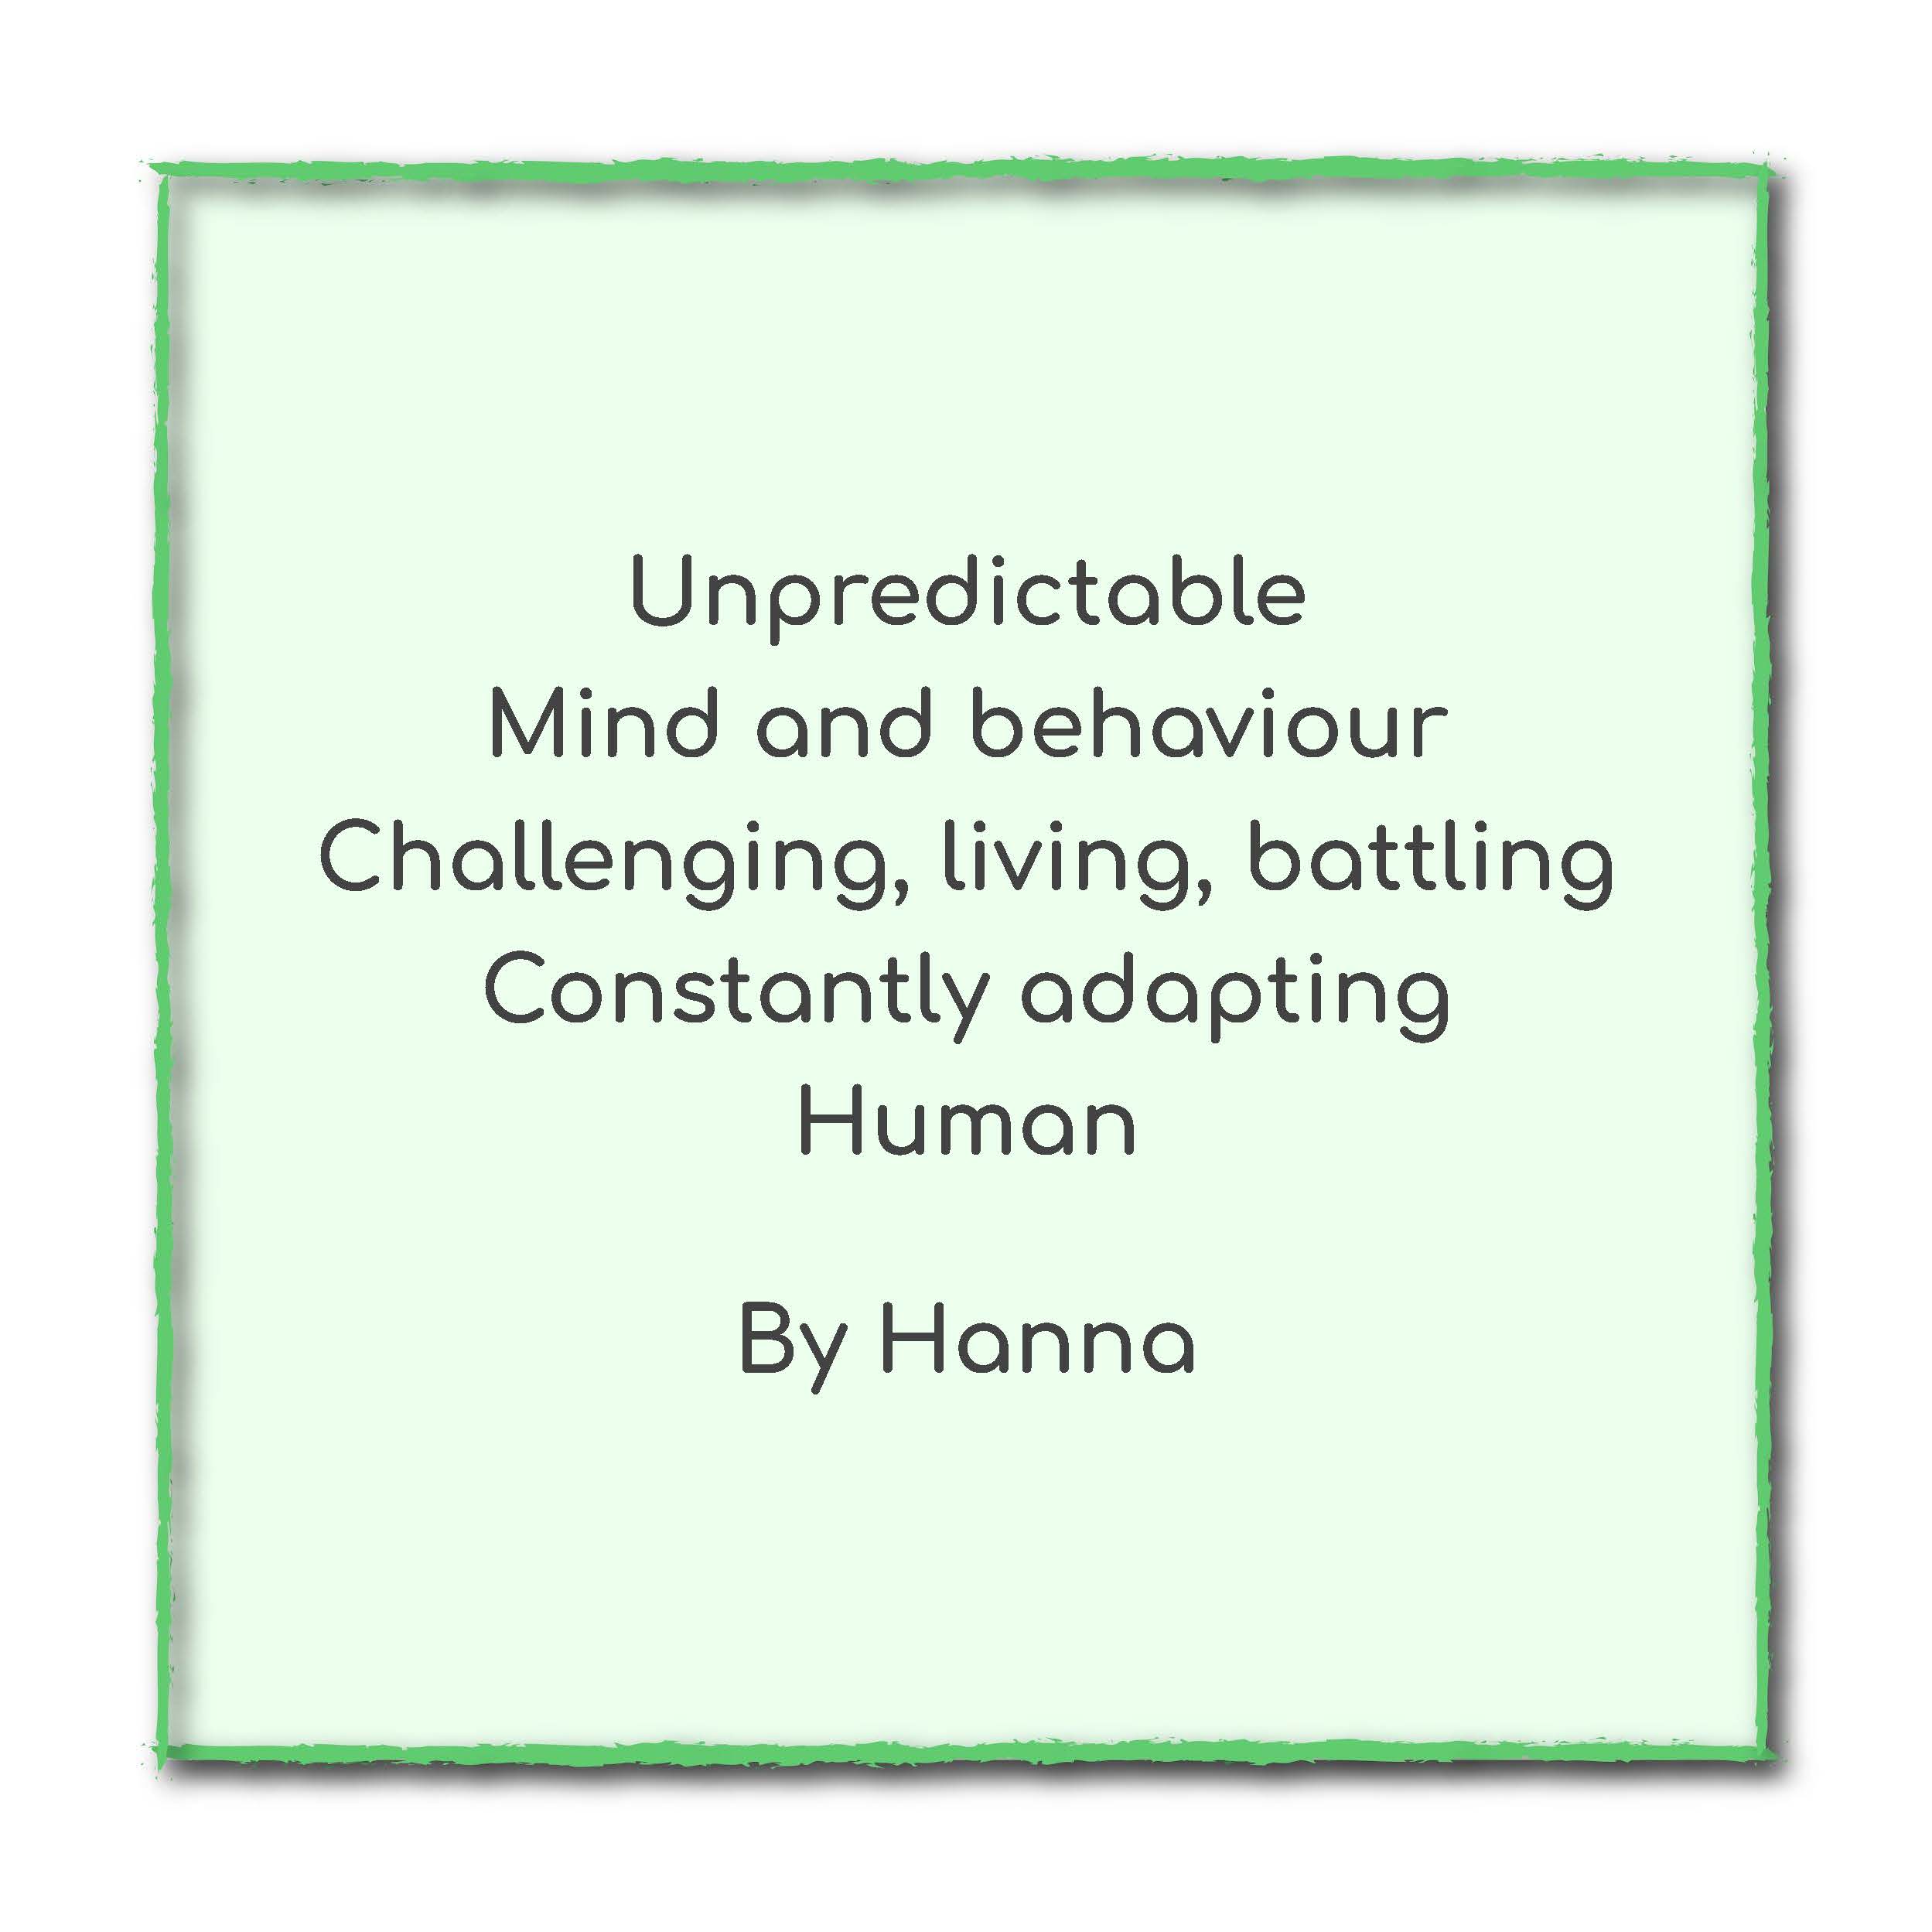 Unpredictable
Mind and behaviour
Challenging, living, battling
Constantly adapting
Human
By Hanna